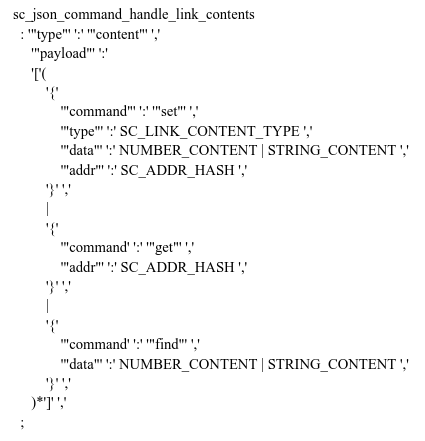 sc_json_command_handle_link_contents
: '"type"' ':' '"content"' ','
'"payload"' ':'
'['(
'{'
'"command"' ':' '"set"' ','
'"type"' ':' SC_LINK_CONTENT_TYPE ','
'"data"' ':' NUMBER_CONTENT | STRING_CONTENT ','
'"addr"' ':' SC_ADDR_HASH ','
'}' ','
|
'{'
'"command' ':' '"get"' ','
'"addr"' ':' SC_ADDR_HASH ','
'}' ','
|
'{'
'"command' ':' '"find"' ','
'"data"' ':' NUMBER_CONTENT | STRING_CONTENT ','
'}' ','
)*']' ','
;